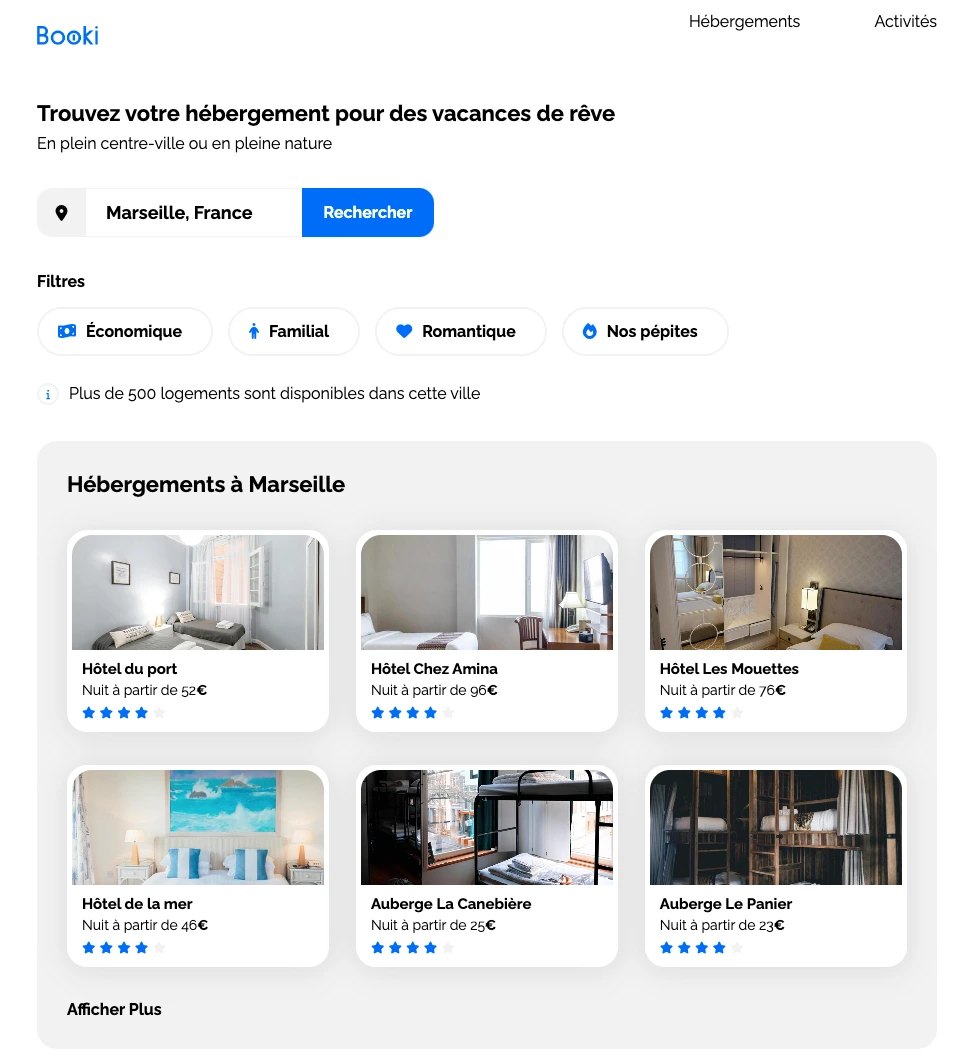 Booki
Hébergements
Activités
Trouvez votre hébergement pour des vacances de rêve
En plein centre-ville ou en pleine nature
Marseille, France
Rechercher
Filtres
Économique
Familial
Romantique
Nos pépites
Plus de 500 logements sont disponibles dans cette ville
Hébergements à Marseille
Hôtel du port
Nuit à partir de 52€
Hôtel Chez Amina
Nuit à partir de 96€
Hôtel Les Mouettes
Nuit à partir de 76€
Hôtel de la mer
Nuit à partir de 46€
Auberge La Canebière
Nuit à partir de 25€
Auberge Le Panier
Nuit à partir de 23€
Afficher Plus